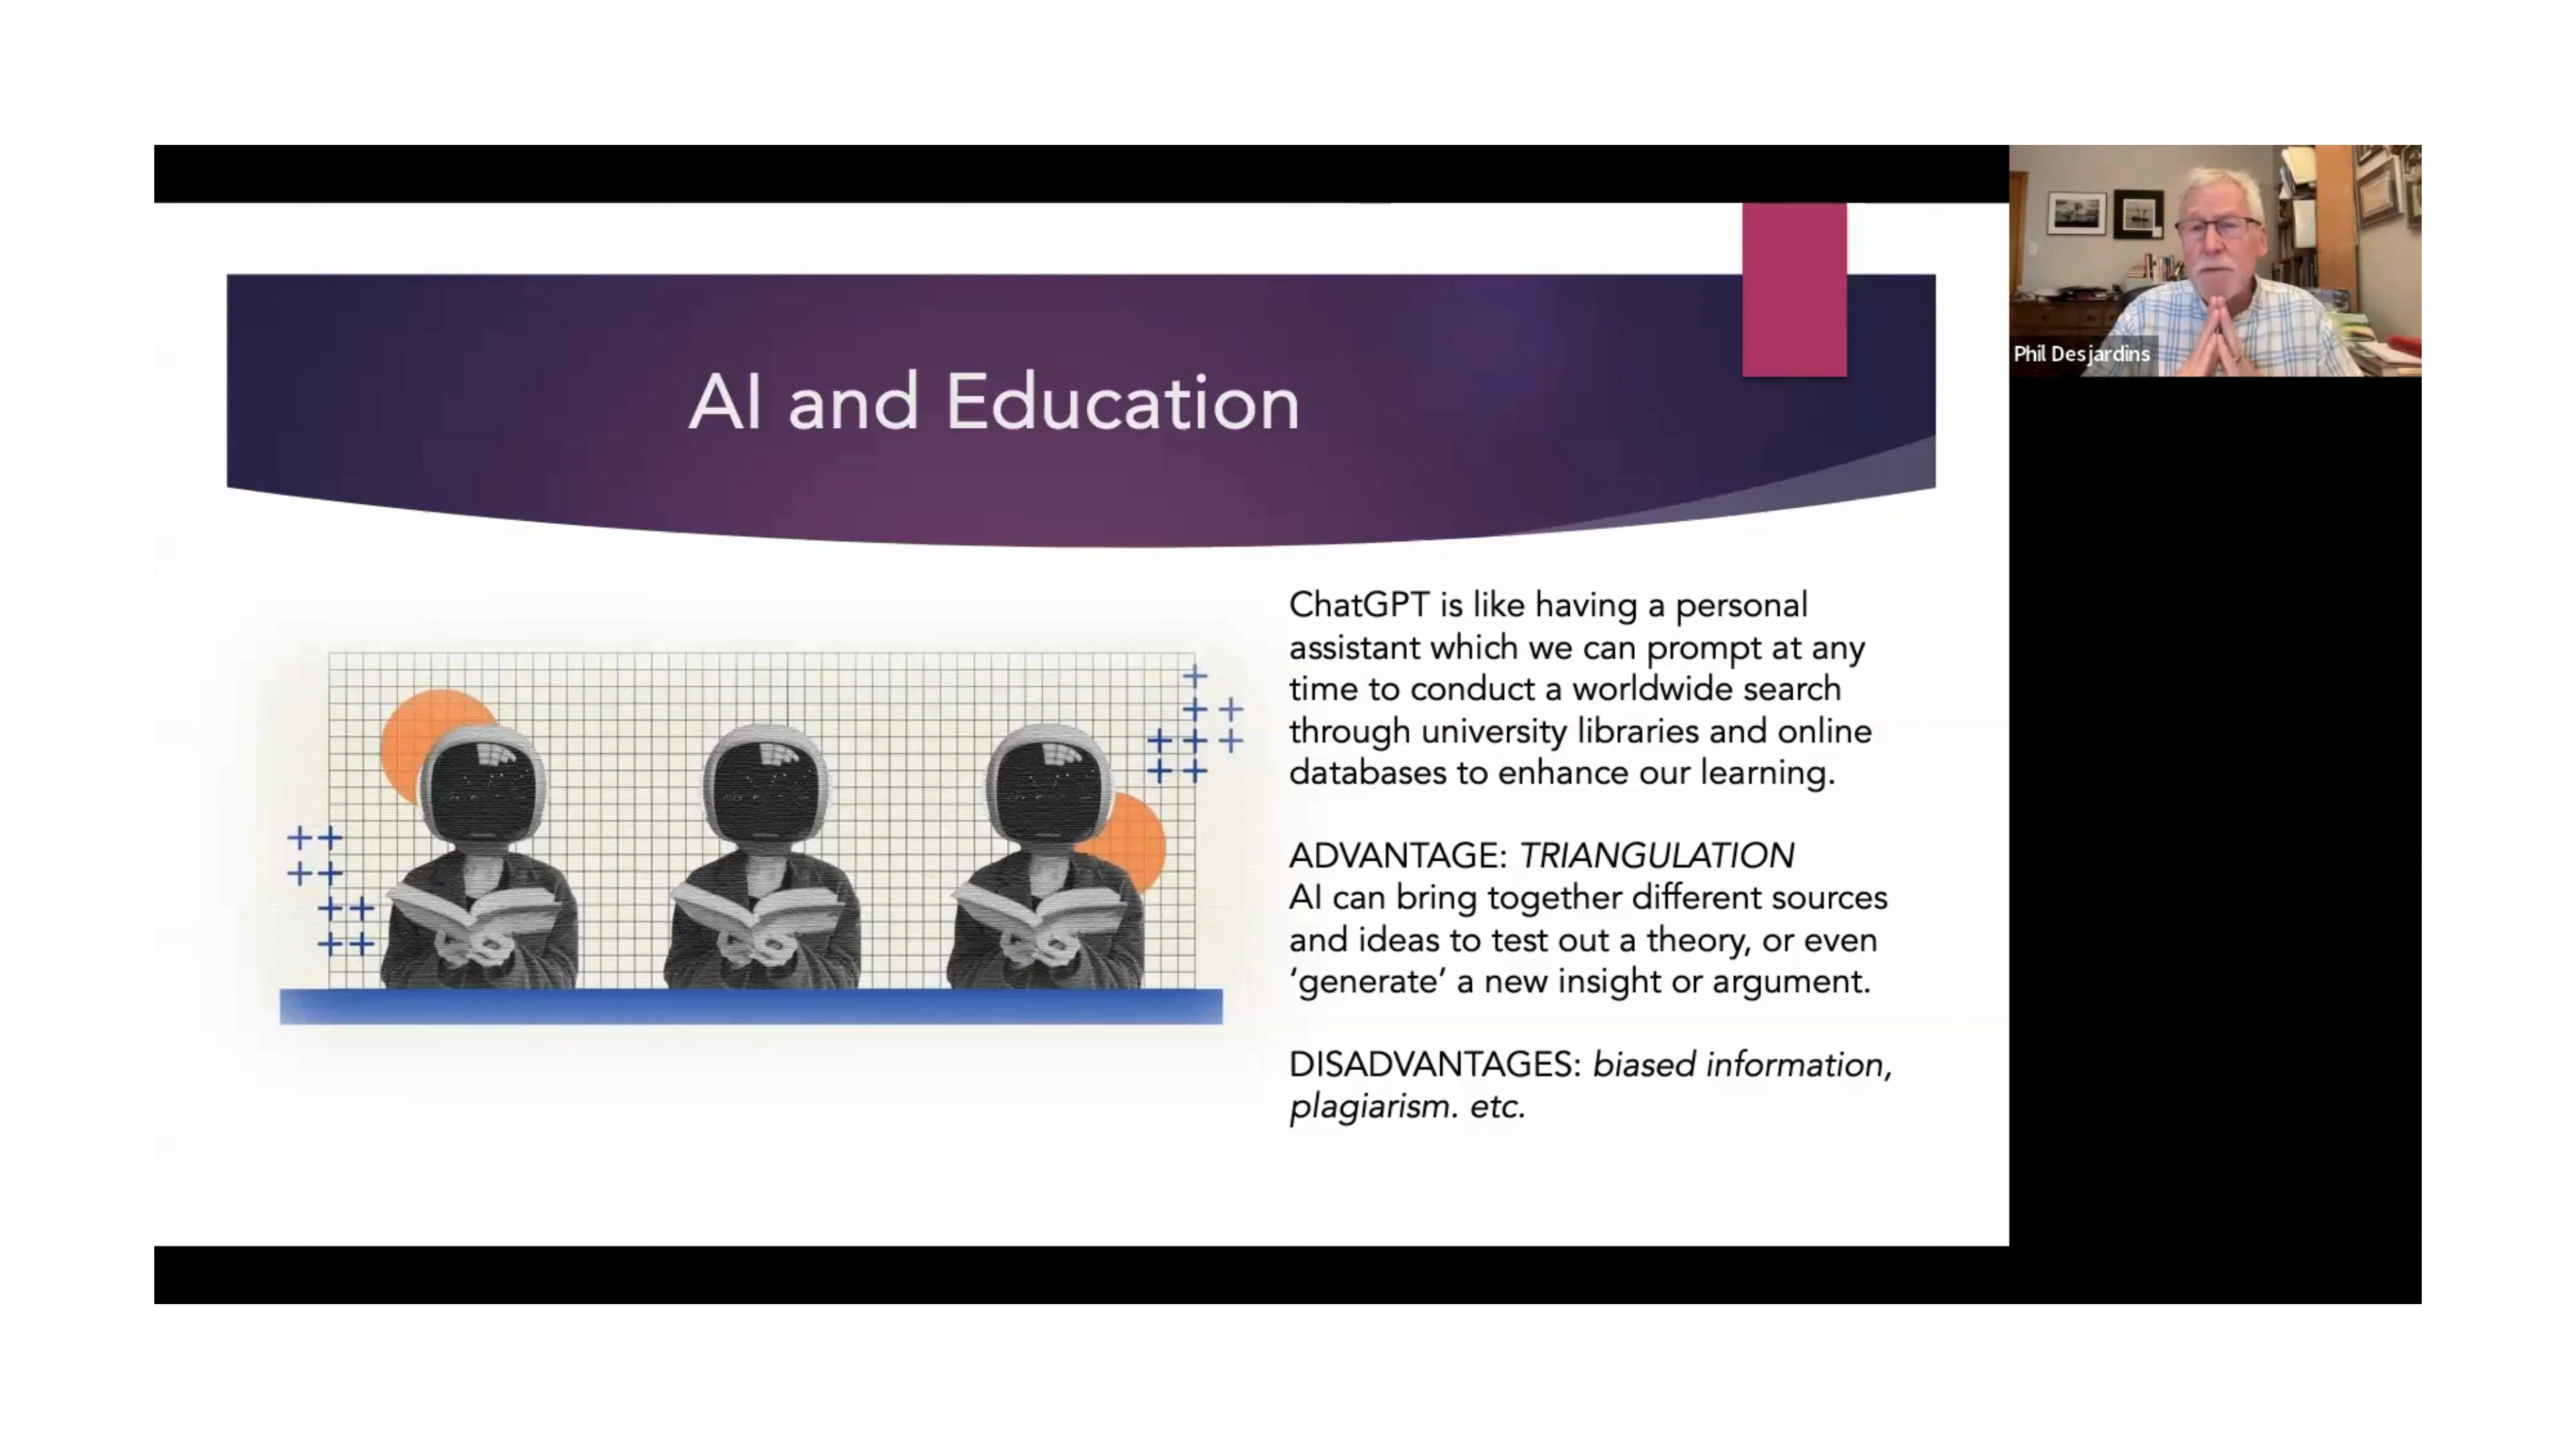 AI and Education
Phil Desjardins
ChatGPT is like having a personal
assistant which we can prompt at any
time to conduct a worldwide search
through university libraries and online
databases to enhance our learning.
ADVANTAGE: TRIANGULATION
AI can bring together different sources
and ideas to test out a theory, or even
‘generate’ a new insight or argument.
DISADVANTAGES: biased information,
plagiarism. etc.